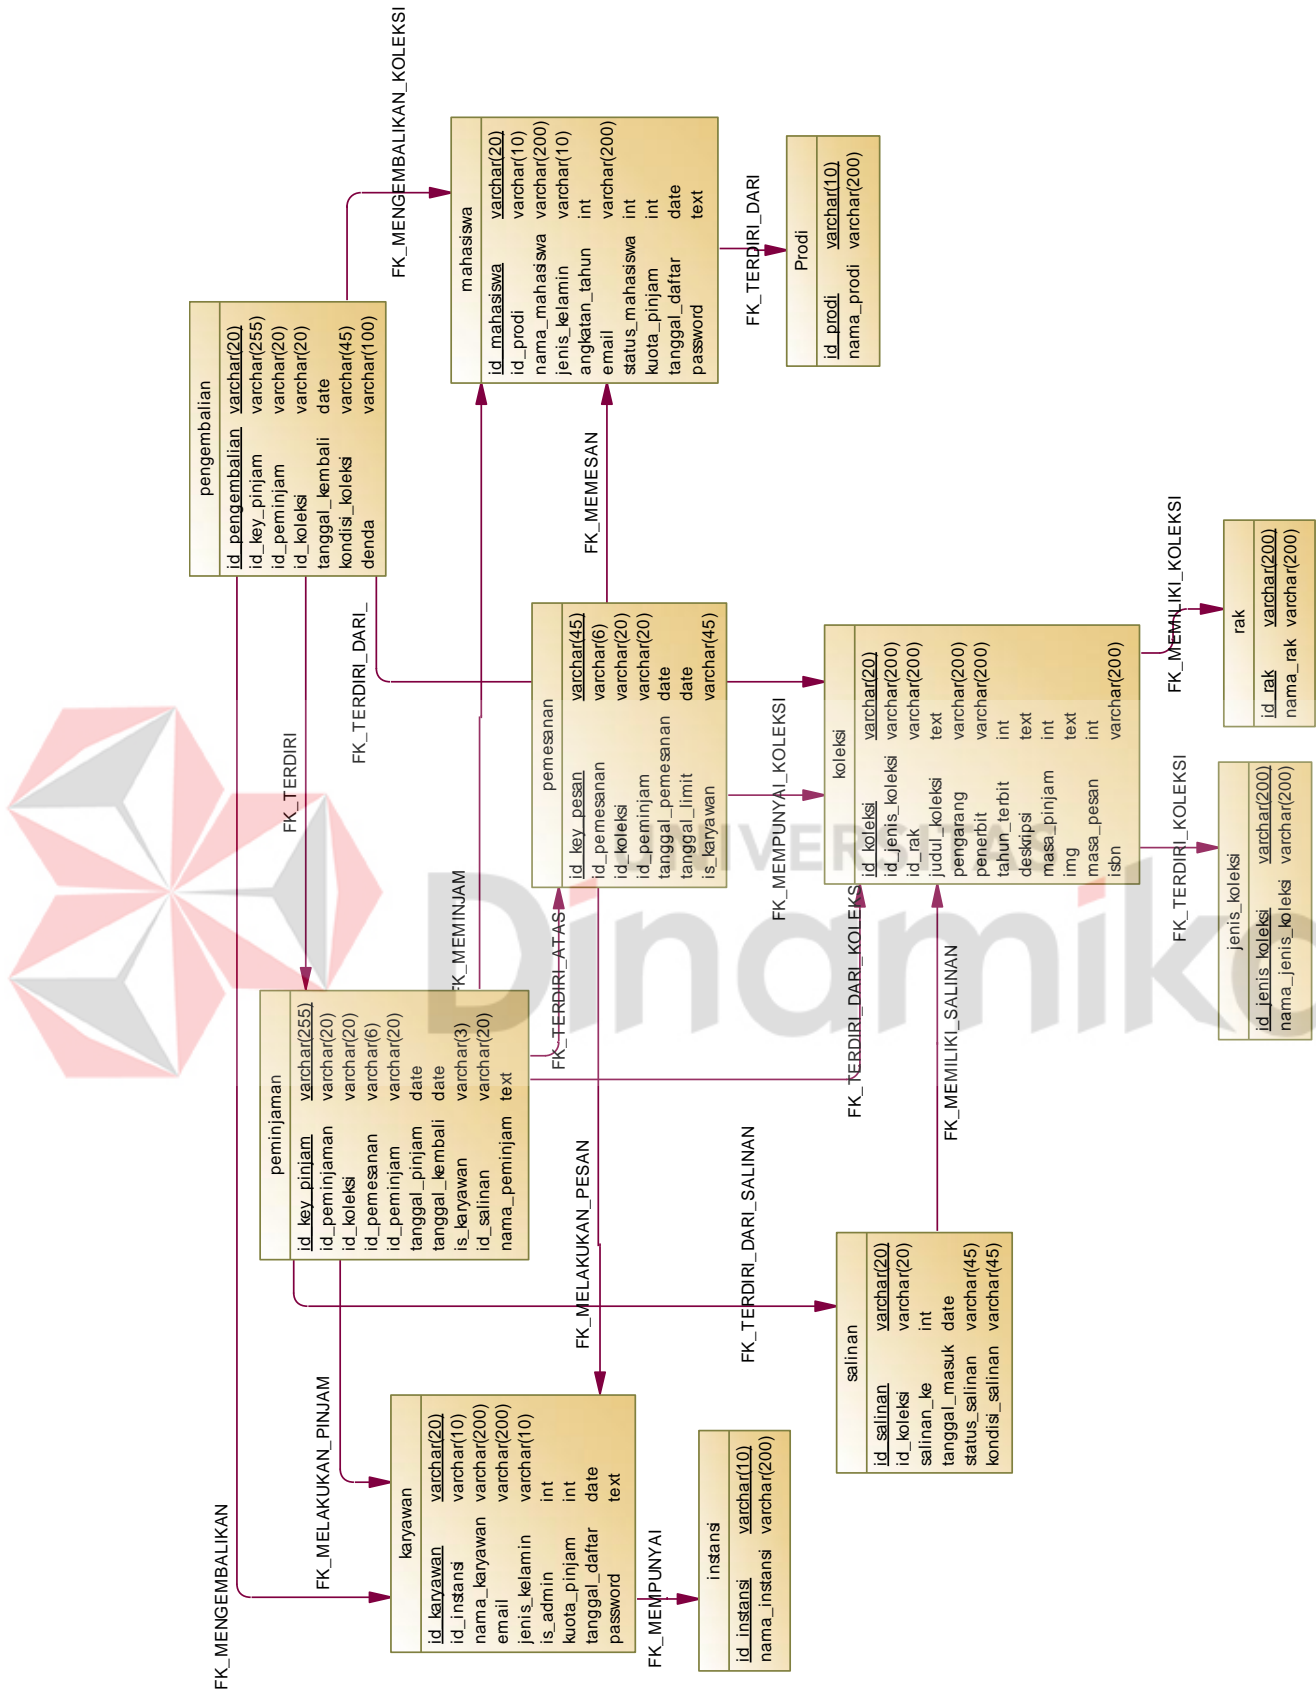 FK_MENGEMBALIKAN
FK_MELAKUKAN_PINJAM
karyawan
id_karyawan varchar(20)
id_instansi varchar(10)
nama_karyawan varchar(200)
email varchar(200)
jenis_kelamin varchar(10)
is_admin int
kuota_pinjam int
tanggal_daftar date
password text
FK_MEMPUNYAI
instansi
id_instansi varchar(10)
nama_instansi varchar(200)
peminjaman
id_key_pinjam varchar(255)
id_peminjaman varchar(20)
id_koleksi varchar(20)
id_pemesanan varchar(6)
id_peminjam varchar(20)
tanggal_pinjam date
tanggal_kembali date
is_karyawan varchar(3)
id_salinan varchar(20)
nama_peminjam text
FK_MELAKUKAN_PESAN
FK_TERDIRI_DARI_SALINAN
salinan
id_salinan varchar(20)
id_koleksi varchar(20)
salinan_ke int
tanggal_masuk date
status_salinan varchar(45)
kondisi_salinan varchar(45)
FK_MEMILIKI_SALINAN
FK_TERDIRI
FK_TERDIRI_DARI_
FK_MEMINJAM
FK_TERDIRI_ATAS
FK_TERDIRI_DARI_KOLEKSI
pengembalian
id_pengembalian varchar(20)
id_key_pinjam varchar(255)
id_peminjam varchar(20)
id_koleksi varchar(20)
tanggal_kembali date
kondisi_koleksi varchar(45)
denda varchar(100)
pemesanan
id_key_pesan varchar(45)
id_pemesanan varchar(6)
id_koleksi varchar(20)
id_peminjam varchar(20)
tanggal_pemesanan date
tanggal_limit date
is_karyawan varchar(45)
FK_MEMPUNYAI_KOLEKSI
koleksi
id_koleksi varchar(20)
id_jenis_koleksi varchar(200)
id_rak varchar(200)
judul_koleksi text
pengarang varchar(200)
pnerbit varchar(200)
tahun_terbit int
deskripsi text
masa_pinjam int
img text
masa_pesan int
isbn varchar(200)
FK_TERDIRI_KOLEKSI
jenis_koleksi
id_jenis_koleksi varchar(200)
nama_jenis_koleksi varchar(200)
FK_MEMILIKI_KOLEKSI
rak
id_rak varchar(200)
nama_rak varchar(200)
FK_MENGEMBALIKAN_KOLEKSI
mahasiswa
id_mahasiswa varchar(20)
id_prodi varchar(10)
nama_mahasiswa varchar(200)
jenis_kelamin varchar(10)
angkatan_tahun int
email varchar(200)
status_mahasiswa int
kuota_pinjam int
tanggal_daftar date
password text
FK_MEMESAN
FK_TERDIRI_DARI
Prodi
id_prodi varchar(10)
nama_prodi varchar(200)
UNIVERSITAS
Dinamika